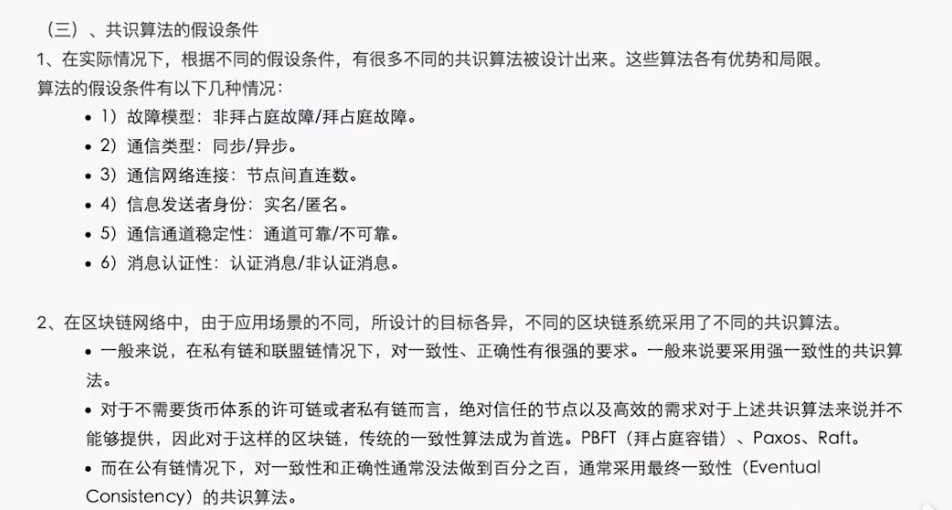 （三）、共识算法的假设条件
1、在实际情况下，根据不同的假设条件，有很多不同的共识算法被设计出来。这些算法各有优势和局限。
算法的假设条件有以下几种情况：
• 1）故障模型：非拜占庭故障/拜占庭故障。
• 2）通信类型：同步/异步。
• 3）通信网络连接：节点间直连数。
• 4）信息发送者身份：实名/匿名。
• 5）通信通道稳定性：通道可靠/不可靠。
• 6）消息认证性：认证消息/非认证消息。
2、在区块链网络中，由于应用场景的不同，所设计的目标各异，不同的区块链系统采用了不同的共识算法。
• 一般来说，在私有链和联盟链情况下，对一致性、正确性有很强的要求。一般来说要采用强一致性的共识算
法。
• 对于不需要货币体系的许可链或者私有链而言，绝对信任的节点以及高效的需求对于上述共识算法来说并不
能够提供，因此对于这样的区块链，传统的一致性算法成为首选。PBFT（拜占庭容错）、Paxos、Raft。
• 而在公有链情况下，对一致性和正确性通常没法做到百分之百，通常采用最终一致性（Eventual
Consistency）的共识算法。